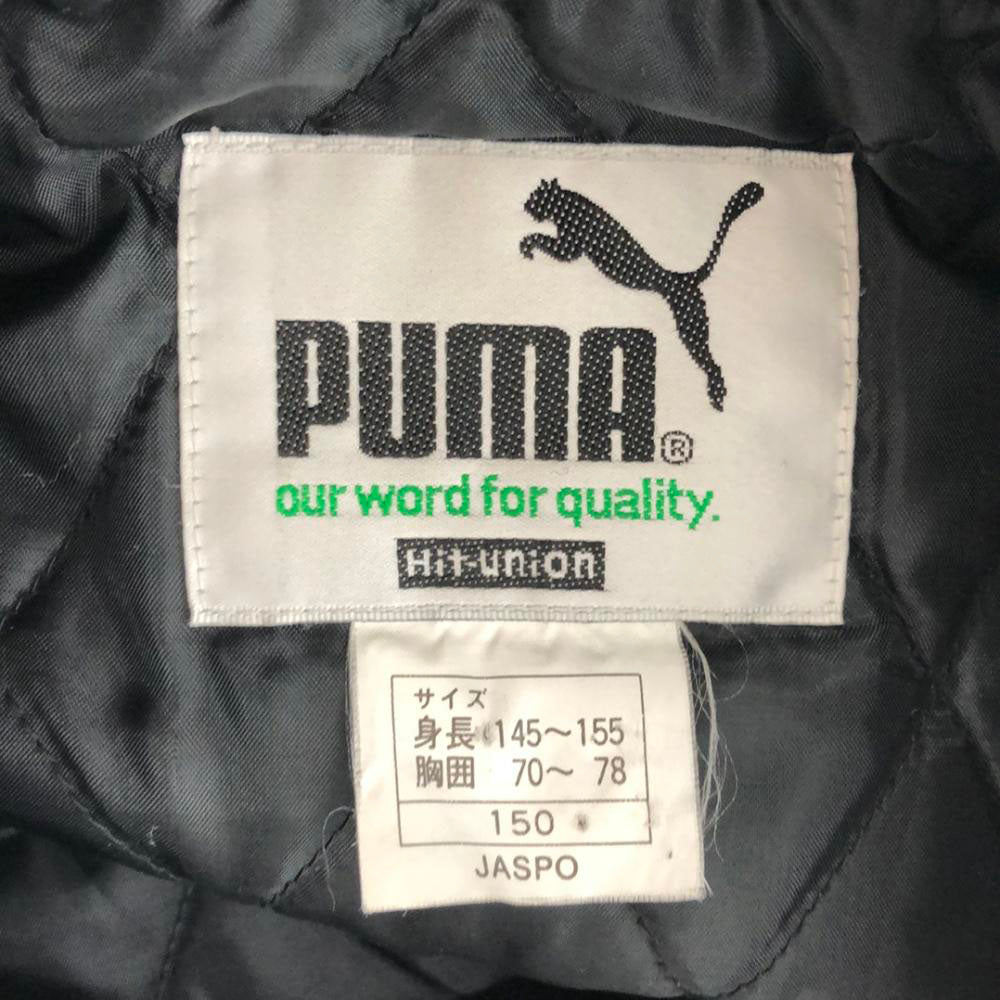 PUMA®
our word for quality.
Hit-union
サイズ
身長 145～155
胸囲 70～ 78
150
JASPO